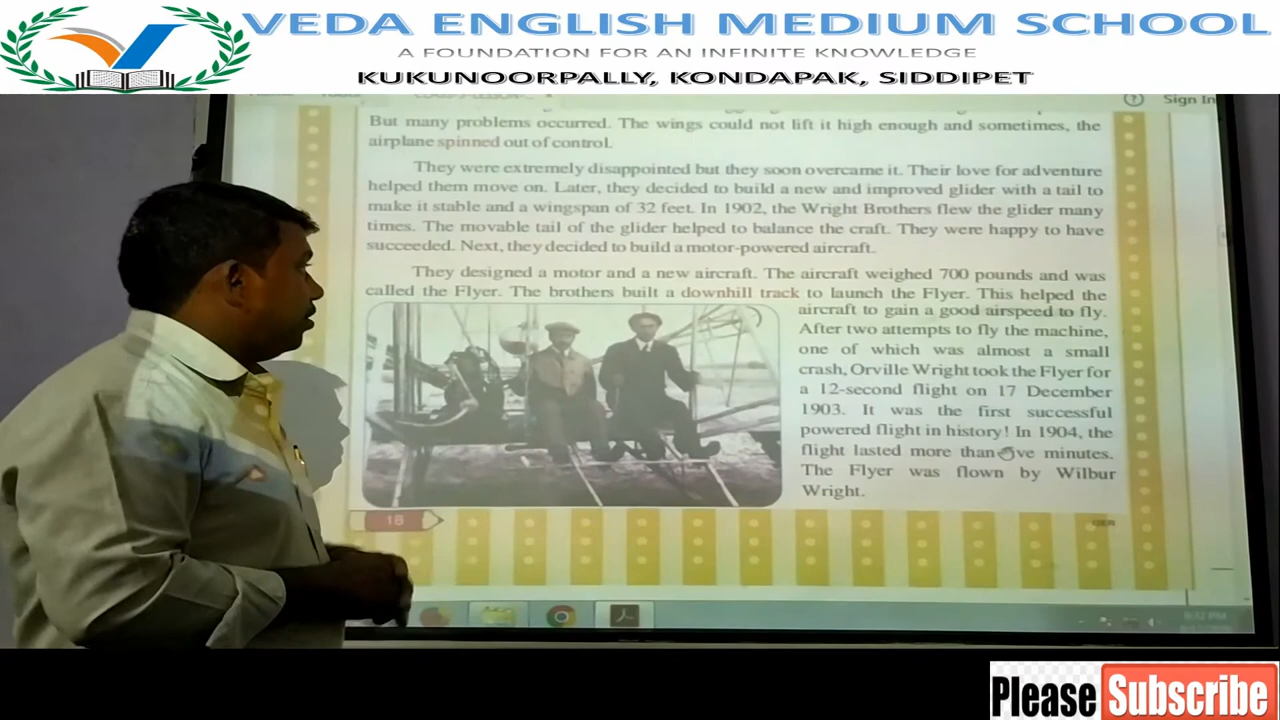 VEDA ENGLISH MEDIUM SCHOOL
A FOUNDATION FOR AN INFINITE KNOWLEDGE
KUKUNOORPALLY, KONDAPAK, SIDDIPET
Sign In
But many problems occurred. The wings could not lift it high enough and sometimes, the
airplane spinned out of control.
They were extremely disappointed but they soon overcame it. Their love for adventure
helped them move on. Later, they decided to build a new and improved glider with a tail to
make it stable and a wingspan of 32 feet. In 1902, the Wright Brothers flew the glider many
times. The movable tail of the glider helped to balance the craft. They were happy to have
succeeded. Next, they decided to build a motor-powered aircraft.
They designed a motor and a new aircraft. The aircraft weighed 700 pounds and was
called the Flyer. The brothers built a downhill track to launch the Flyer. This helped the
aircraft to gain a good airspeed to fly.
After two attempts to fly the machine,
one of which was almost a small
crash, Orville Wright took the Flyer for
a 12-second flight on 17 December
1903. It was the first successful
powered flight in history! In 1904, the
flight lasted more than five minutes.
The Flyer was flown by Wilbur
Wright.
18
Please Subscribe